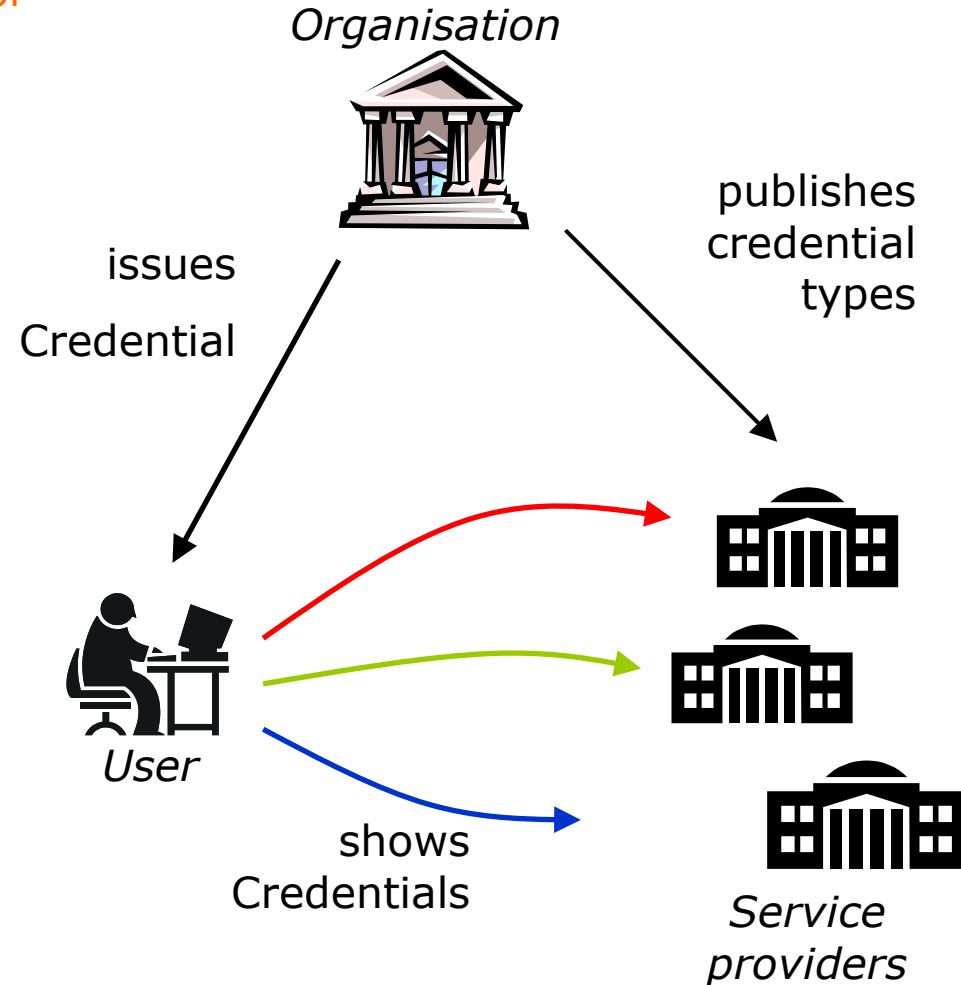 Organisation
publishes
credential
types
issues
Credential
User
shows
Credentials
Service
providers